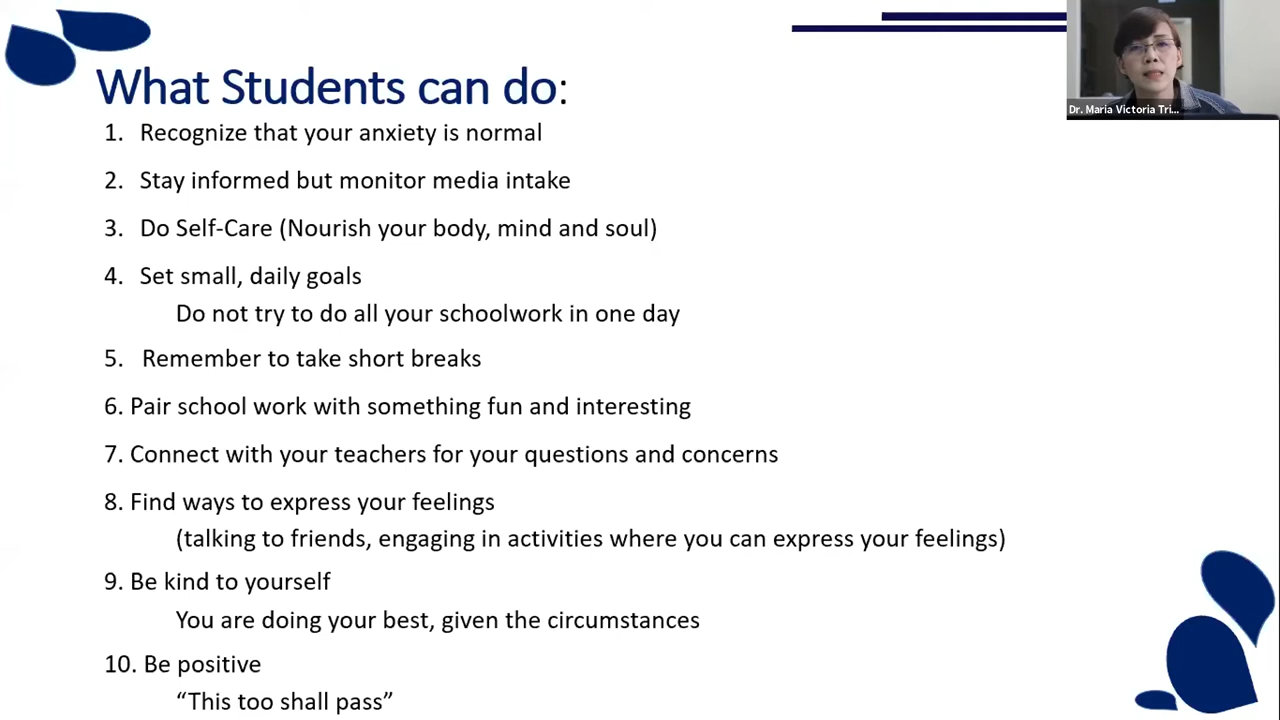 What Students can do:
1. Recognize that your anxiety is normal
2. Stay informed but monitor media intake
3. Do Self-Care (Nourish your body, mind and soul)
4. Set small, daily goals
Do not try to do all your schoolwork in one day
5. Remember to take short breaks
6. Pair school work with something fun and interesting
7. Connect with your teachers for your questions and concerns
8. Find ways to express your feelings
(talking to friends, engaging in activities where you can express your feelings)
9. Be kind to yourself
You are doing your best, given the circumstances
10. Be positive
“This too shall pass”
Dr. Maria Victoria Tri...